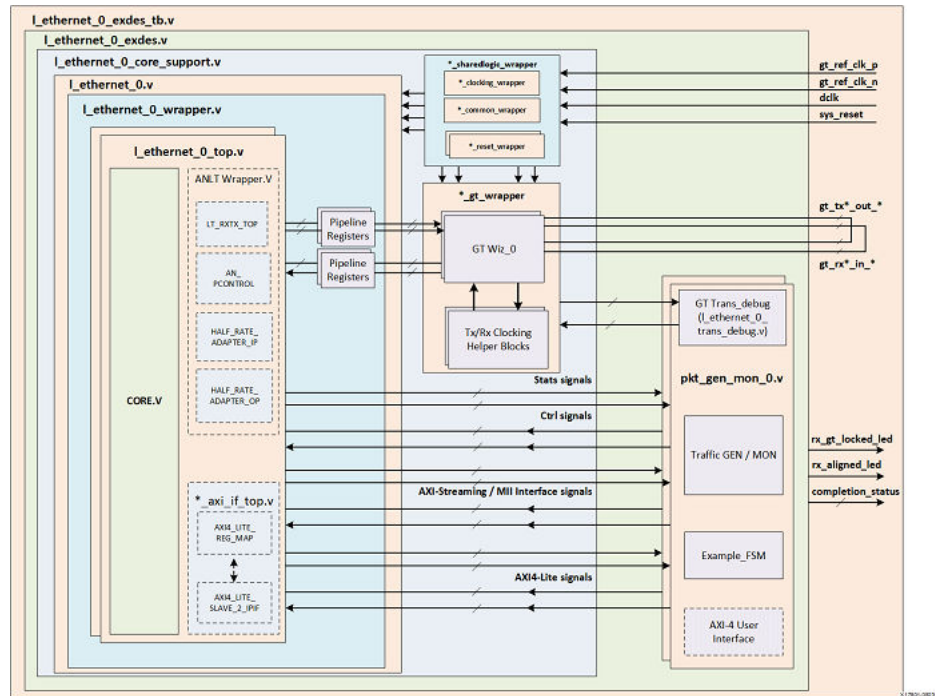 l_ethernet_0_exdes_tb.v
l_ethernet_0_exdes.v
l_ethernet_0_core_support.v
l_ethernet_0.v
l_ethernet_0_wrapper.v
l_ethernet_0_top.v
CORE.V
ANLT Wrapper.V
LT_RXTX_TOP
AN_
PCONTROL
HALF_RATE_
ADAPTER_IP
HALF_RATE_
ADAPTER_OP
*_axi_if_top.v
AXI4_LITE_
REG_MAP
AXI4_LITE_
SLAVE_2_IPIF
Pipeline
Registers
Pipeline
Registers
*_sharedlogic_wrapper
*_clocking_wrapper
*_common_wrapper
*_reset_wrapper
*_gt_wrapper
GT Wiz_0
Tx/Rx Clocking
Helper Blocks
Stats signals
Ctrl signals
AXI-Streaming / MII Interface signals
AXI4-Lite signals
gt_ref_clk_p
gt_ref_clk_n
dclk
sys_reset
gt_tx*_out_*
gt_rx*_in_*
GT Trans_debug
(l_ethernet_0_
trans_debug.v)
pkt_gen_mon_0.v
Traffic GEN / MON
Example_FSM
AXI-4 User
Interface
rx_gt_locked_led
rx_aligned_led
completion_status